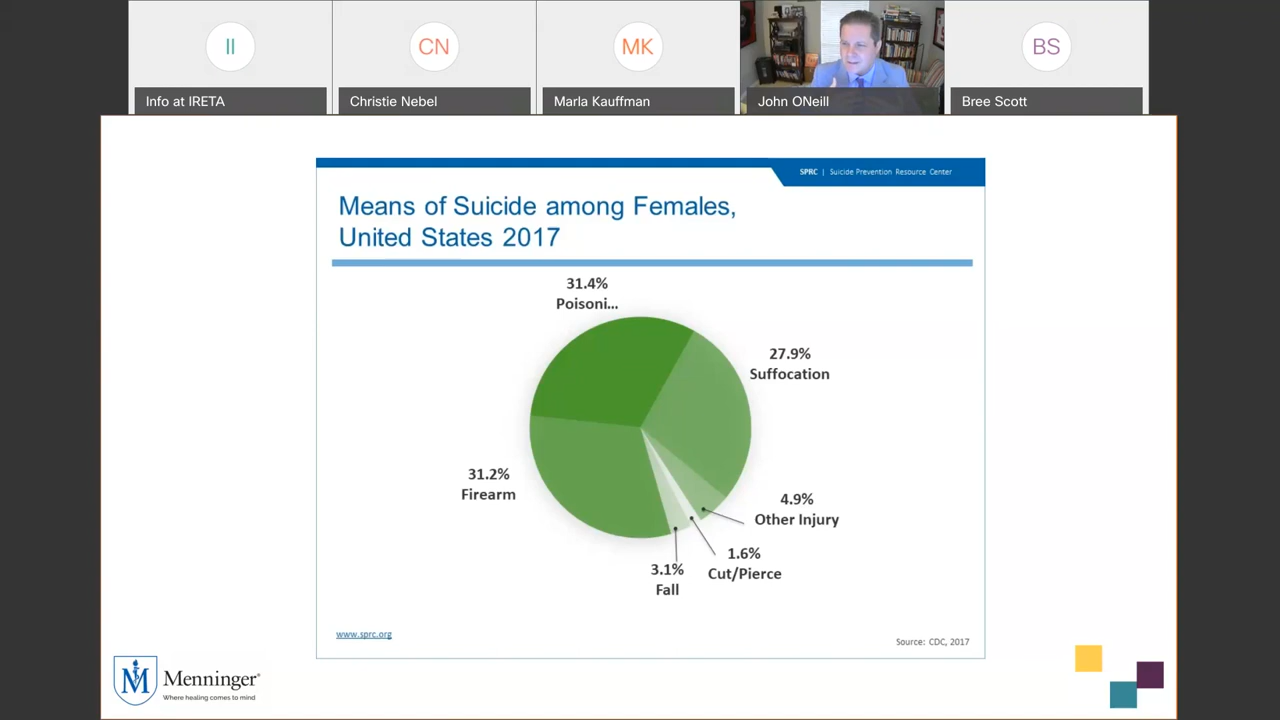 II
CN
MK
BS
Info at IRETA
Christie Nebel
Marla Kauffman
John ONeill
Bree Scott
SPRC | Suicide Prevention Resource Center
Means of Suicide among Females,
United States 2017
31.4%
Poisoni...
27.9%
Suffocation
31.2%
Firearm
4.9%
Other Injury
1.6%
Cut/Pierce
3.1%
Fall
www.sprc.org
Source: CDC, 2017
M
Menninger®
Where healing comes to mind